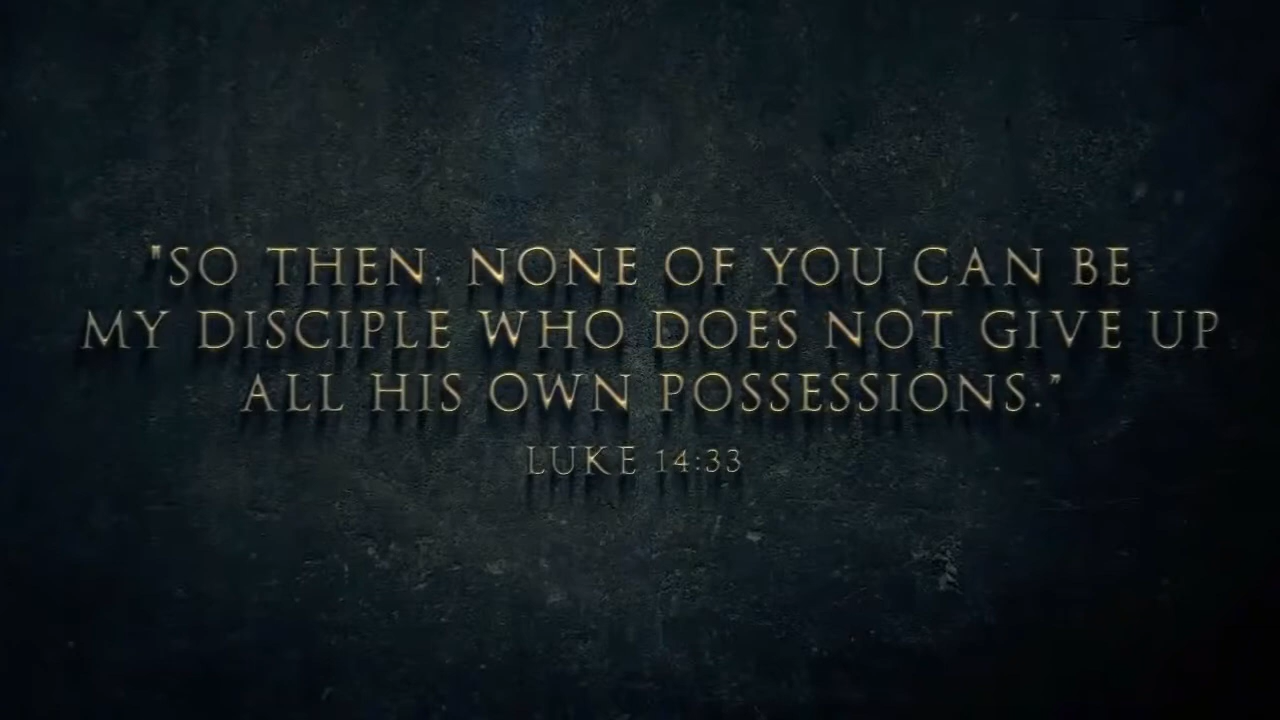 "SO THEN, NONE OF YOU CAN BE
MY DISCIPLE WHO DOES NOT GIVE UP
ALL HIS OWN POSSESSIONS."
LUKE 14:33